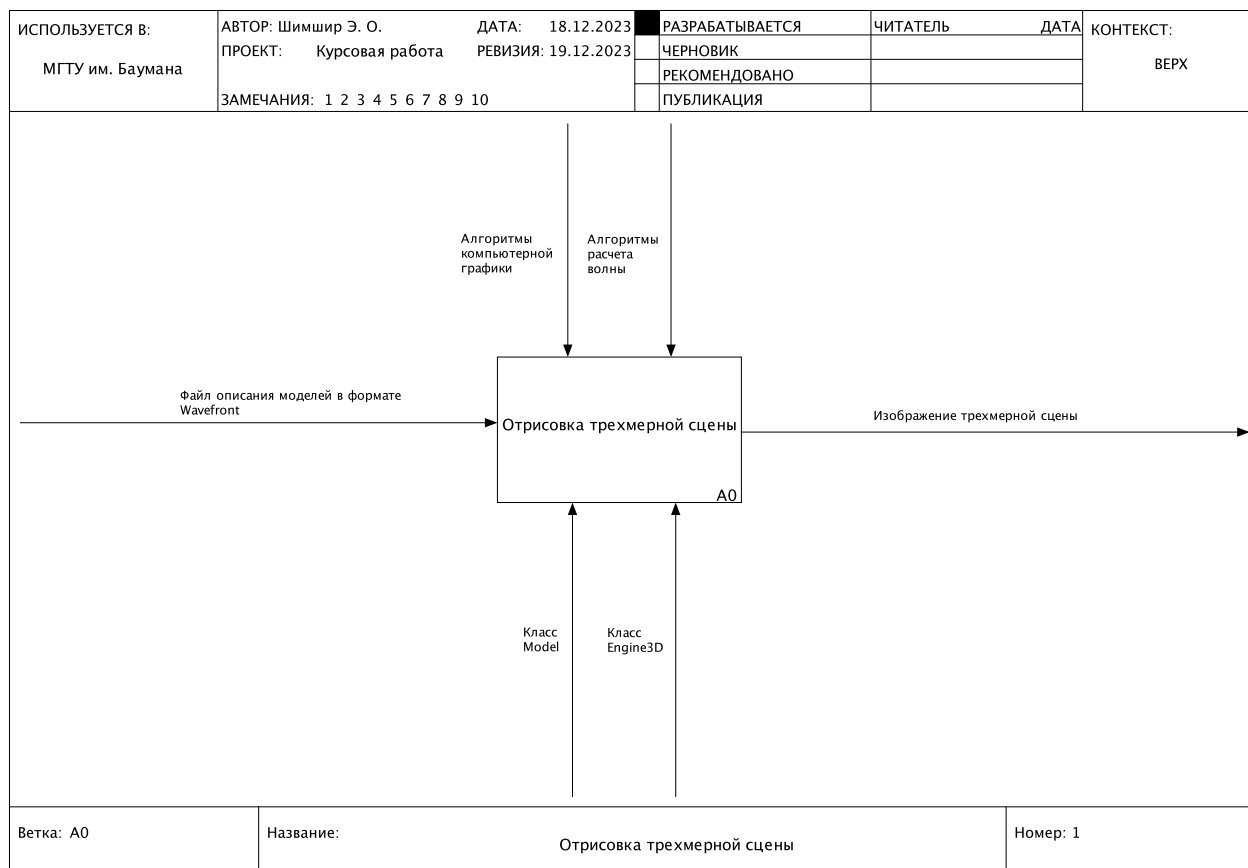 ИСПОЛЬЗУЕТСЯ В:
МГТУ им. Баумана
АВТОР: Шимшир Э. О.
ДАТА: 18.12.2023
ПРОЕКТ: Курсовая работа
РЕВИЗИЯ: 19.12.2023
ЗАМЕЧАНИЯ: 1 2 3 4 5 6 7 8 9 10
РАЗРАБАТЫВАЕТСЯ
ЧЕРНОВИК
РЕКОМЕНДОВАНО
ПУБЛИКАЦИЯ
ЧИТАТЕЛЬ ДАТА
КОНТЕКСТ:
ВЕРХ
Алгоритмы
компьютерной
графики
Алгоритмы
расчета
волны
Файл описания моделей в формате
Wavefront
Отрисовка трехмерной сцены
A0
Изображение трехмерной сцены
Класс
Model
Класс
Engine3D
Ветка: A0
Название:
Отрисовка трехмерной сцены
Номер: 1